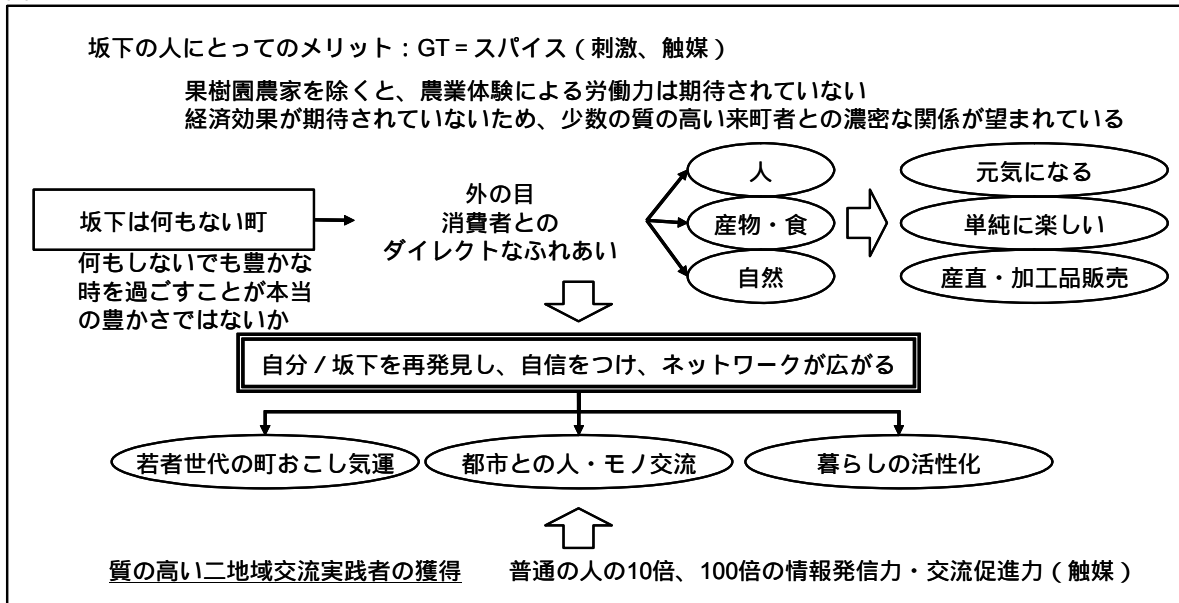 坂下の人にとってのメリット：GT＝スパイス（刺激、触媒）
果樹園農家を除くと、農業体験による労働力は期待されていない
経済効果が期待されていないため、少数の質の高い来町者との濃密な関係が望まれている
坂下は何もない町
何もしないでも豊かな
時を過ごすことが本当
の豊かさではないか
外の目
消費者との
ダイレクトなふれあい
人
産物・食
自然
元気になる
単純に楽しい
産直・加工品販売
自分／坂下を再発見し、自信をつけ、ネットワークが広がる
若者世代の町おこし気運
都市との人・モノ交流
暮らしの活性化
質の高い二地域交流実践者の獲得
普通の人の10倍、100倍の情報発信力・交流促進力（触媒）